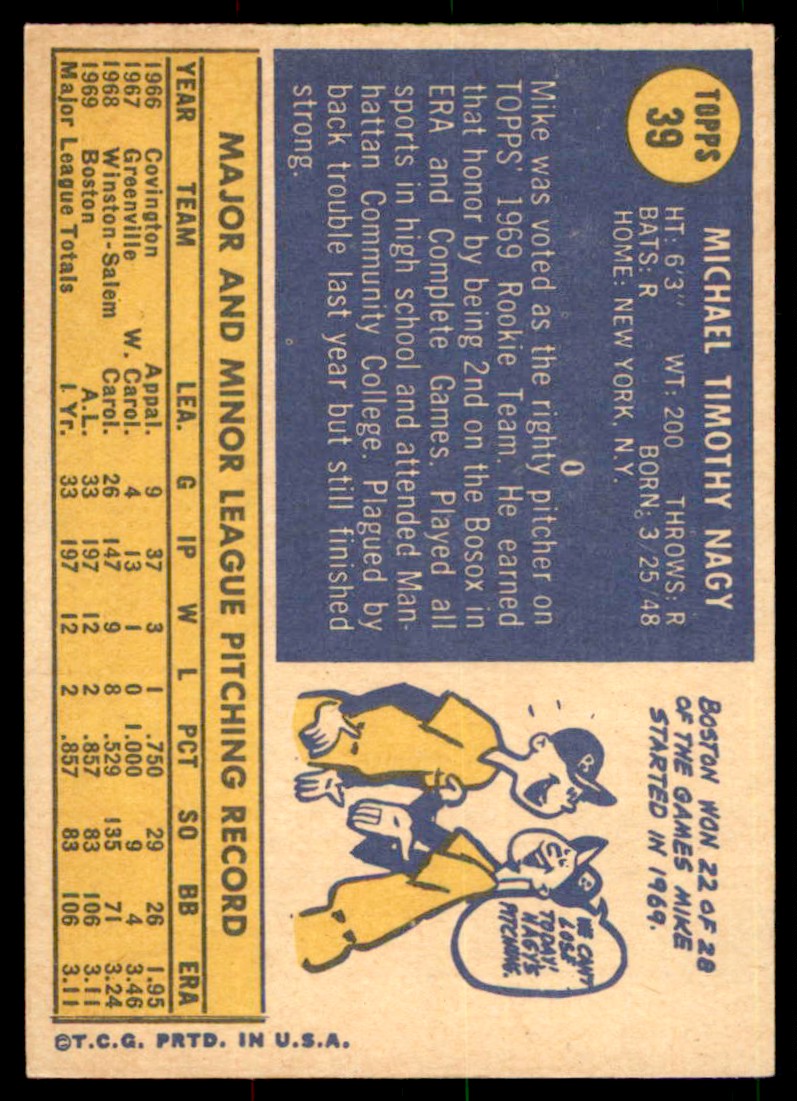 TOPPS
39
MICHAEL TIMOTHY NAGY
HT: 6'3" WT: 200 THROWS: R
BATS: R BORN: 3/25/48
HOME: NEW YORK, N.Y.
Mike was voted as the righty pitcher on
TOPPS' 1969 Rookie Team. He earned
that honor by being 2nd on the Bosox in
ERA and Complete Games. Played all
sports in high school and attended Man-
hattan Community College. Plagued by
back trouble last year but still finished
strong.
BOSTON WON 22 OF 28
OF THE GAMES MIKE
STARTED IN 1969.
WE CAN'T
LOSE
TODAY!
NAGY'S
PITCHING.
B
B
MAJOR AND MINOR LEAGUE PITCHING RECORD
YEAR TEAM LEA. G IP W L PCT SO BB ERA
1966 Covington Appal. 9 37 3 1 .750 29 26 1.95
1967 Greenville W. Carol. 4 13 1 0 1.000 9 4 3.46
1968 Winston-Salem Carol. 26 147 9 8 .529 135 71 3.24
1969 Boston A.L. 33 197 12 2 .857 83 106 3.11
Major League Totals 1 Yr. 33 197 12 2 .857 83 106 3.11
©T.C.G. PRTD. IN U.S.A.